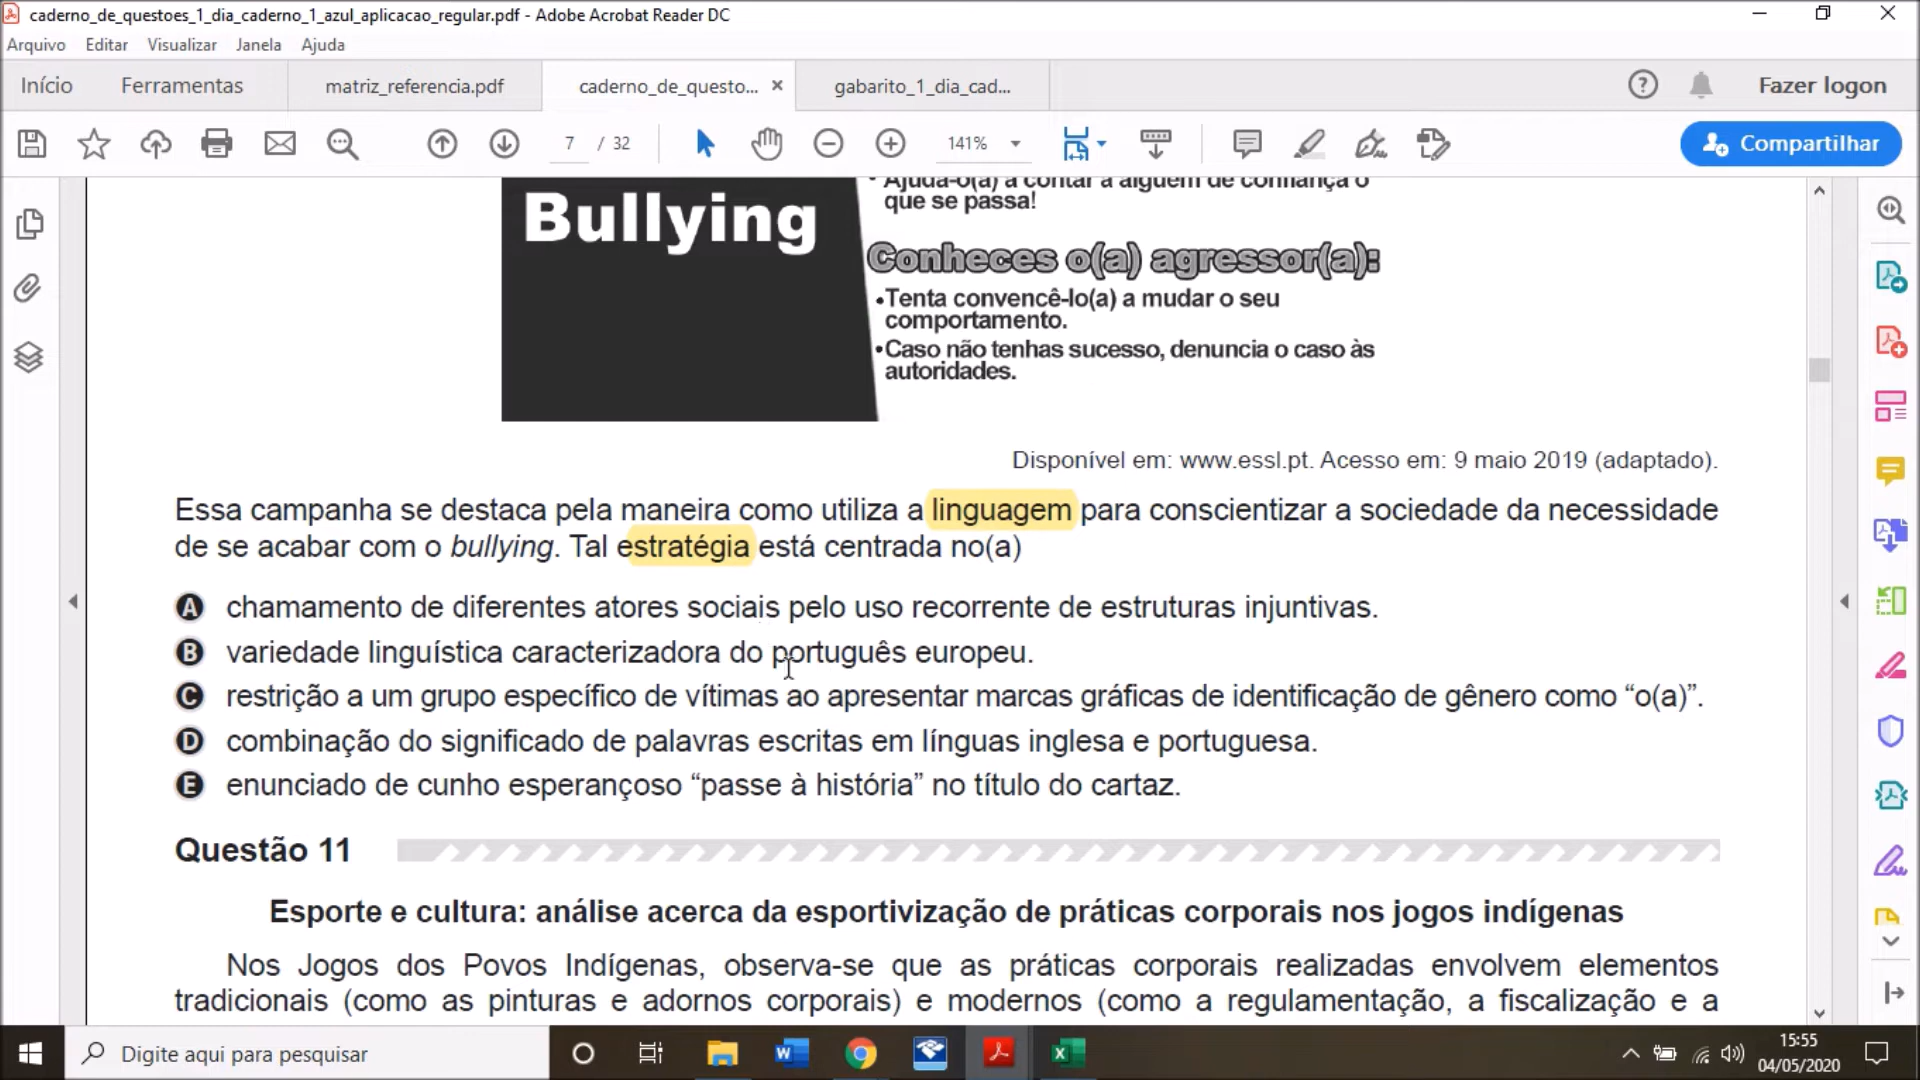 caderno_de_questoes_1_dia_caderno_1_azul_aplicacao_regular.pdf - Adobe Acrobat Reader DC
Arquivo Editar Visualizar Janela Ajuda
Início Ferramentas matriz_referencia.pdf caderno_de_questo... × gabarito_1_dia_cad... Fazer logon
7 / 32 141% Compartilhar
• Ajuda-o(a) a contar a alguém de confiança o
que se passa!
Bullying
Conheces o(a) agressor(a):
•Tenta convencê-lo(a) a mudar o seu
comportamento.
•Caso não tenhas sucesso, denuncia o caso às
autoridades.
Disponível em: www.essl.pt. Acesso em: 9 maio 2019 (adaptado).
Essa campanha se destaca pela maneira como utiliza a linguagem para conscientizar a sociedade da necessidade
de se acabar com o bullying. Tal estratégia está centrada no(a)
A chamamento de diferentes atores sociais pelo uso recorrente de estruturas injuntivas.
B variedade linguística caracterizadora do português europeu.
C restrição a um grupo específico de vítimas ao apresentar marcas gráficas de identificação de gênero como “o(a)”.
D combinação do significado de palavras escritas em línguas inglesa e portuguesa.
E enunciado de cunho esperançoso “passe à história” no título do cartaz.
Questão 11
Esporte e cultura: análise acerca da esportivização de práticas corporais nos jogos indígenas
Nos Jogos dos Povos Indígenas, observa-se que as práticas corporais realizadas envolvem elementos
tradicionais (como as pinturas e adornos corporais) e modernos (como a regulamentação, a fiscalização e a
Digite aqui para pesquisar
15:55
04/05/2020